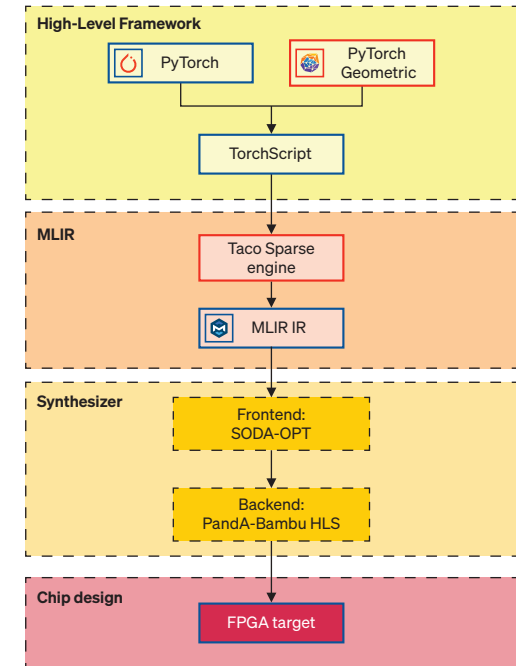 High-Level Framework
PyTorch
PyTorch
Geometric
TorchScript
MLIR
Taco Sparse
engine
MLIR IR
Synthesizer
Frontend:
SODA-OPT
Backend:
PandA-Bambu HLS
Chip design
FPGA target